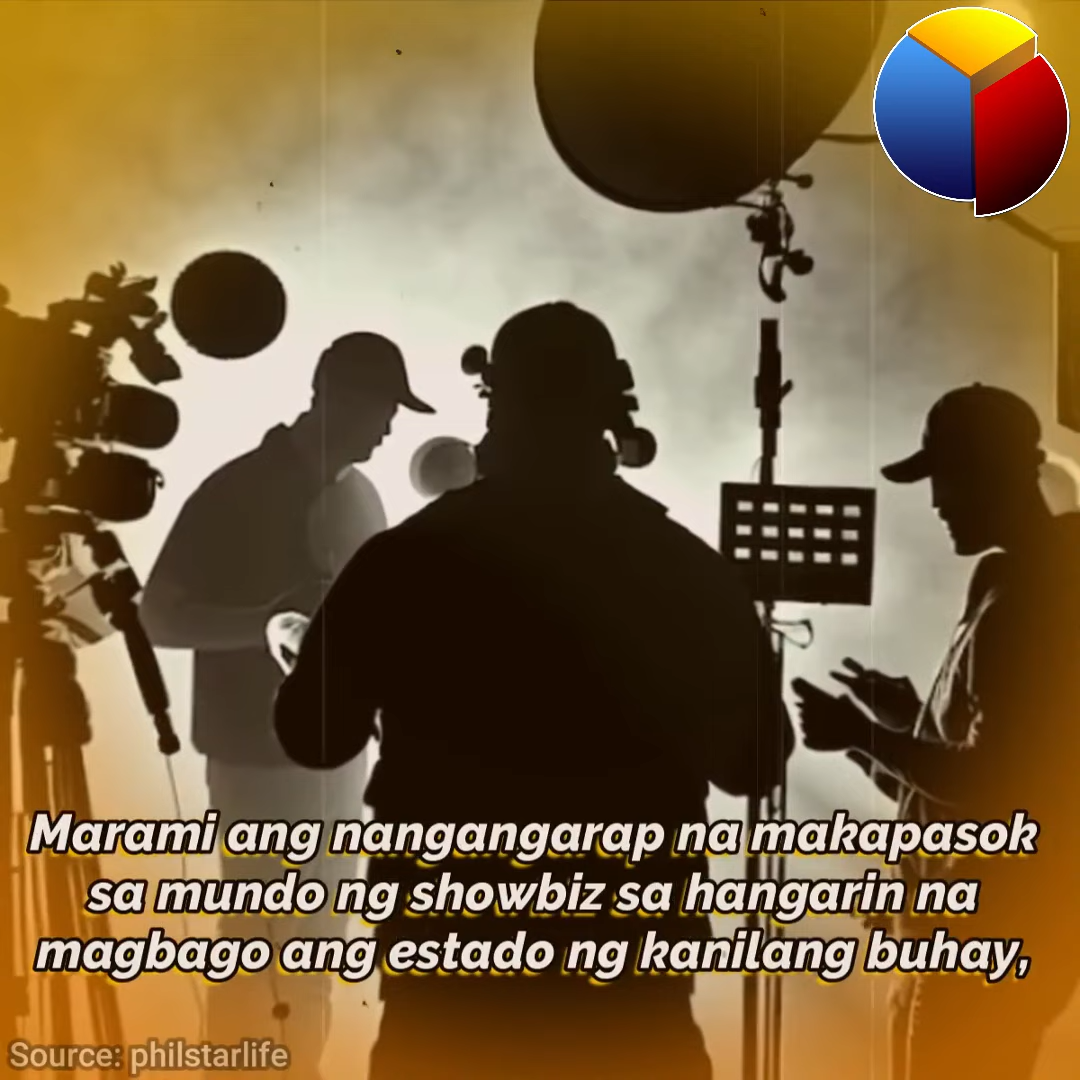 Marami ang nangangarap na makapasok
sa mundo ng showbiz sa hangarin na
magbago ang estado ng kanilang buhay,
Source: philstarlife